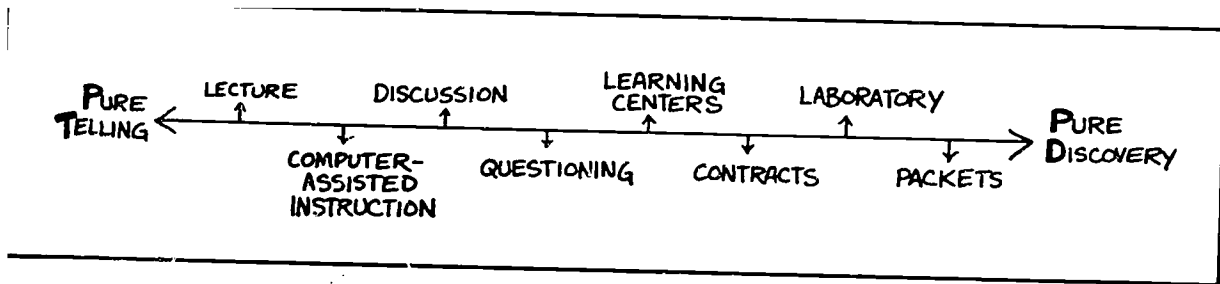 PURE
TELLING
LECTURE
COMPUTER-
ASSISTED
INSTRUCTION
DISCUSSION
QUESTIONING
LEARNING
CENTERS
CONTRACTS
LABORATORY
PACKETS
PURE
DISCOVERY